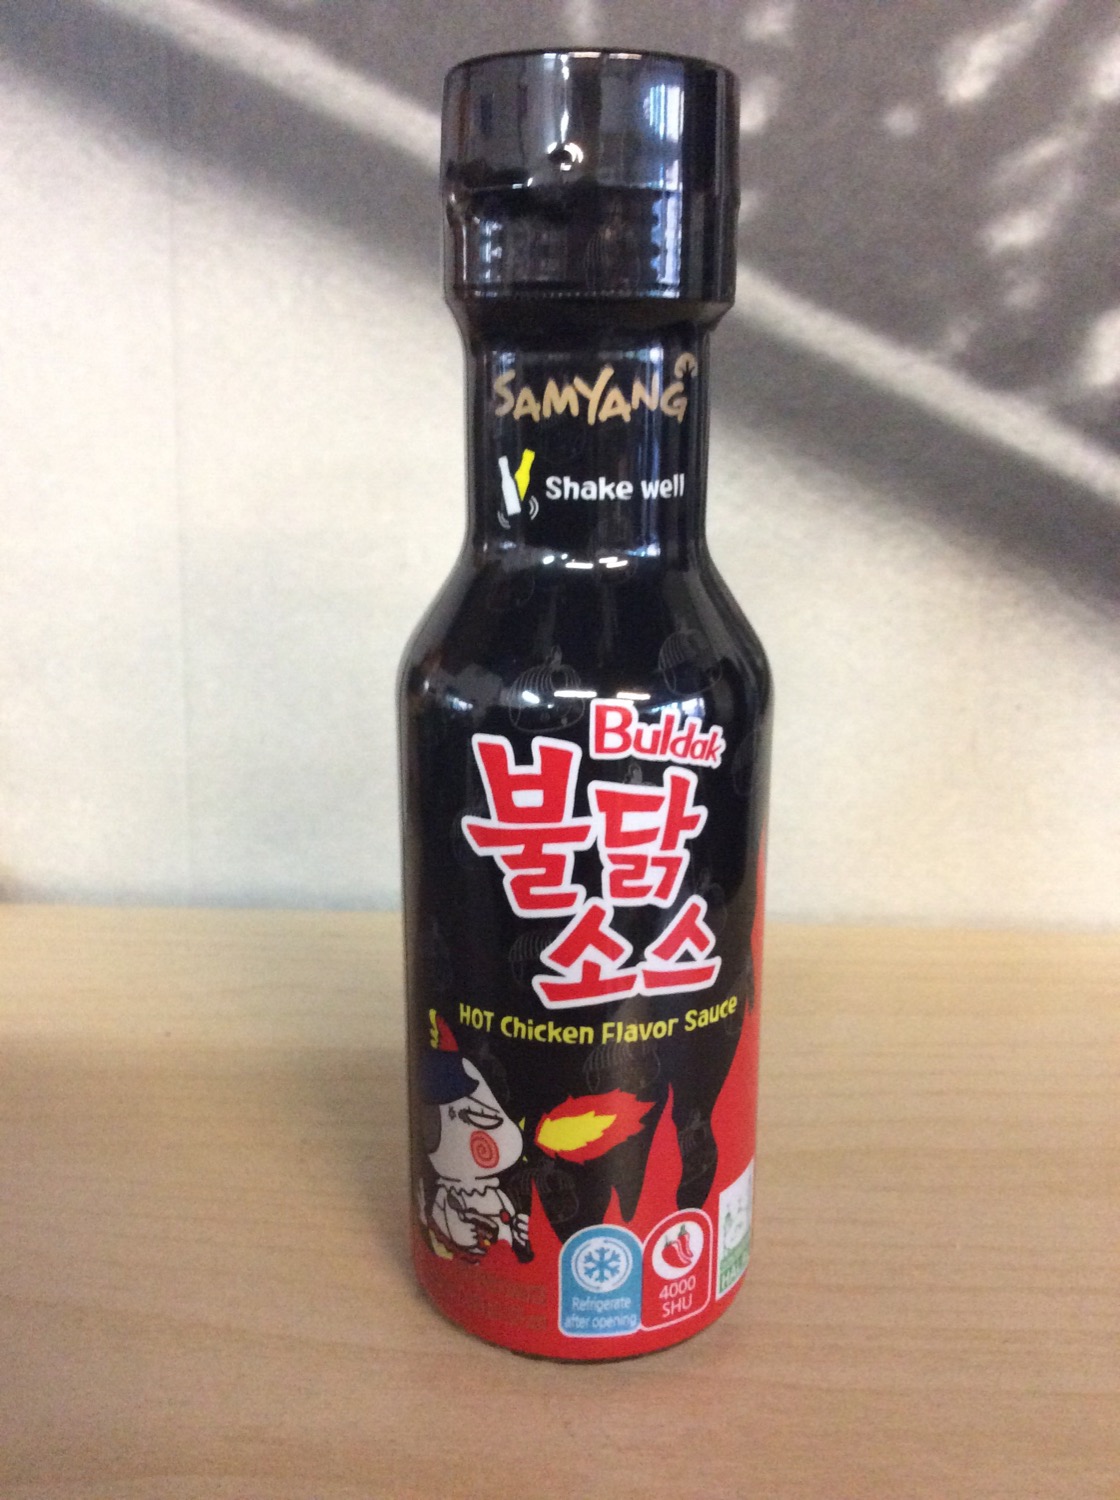 SAMYANG
Shake well
Buldak
불닭
소스
HOT Chicken Flavor Sauce
Refrigerate
after opening
4000
SHU